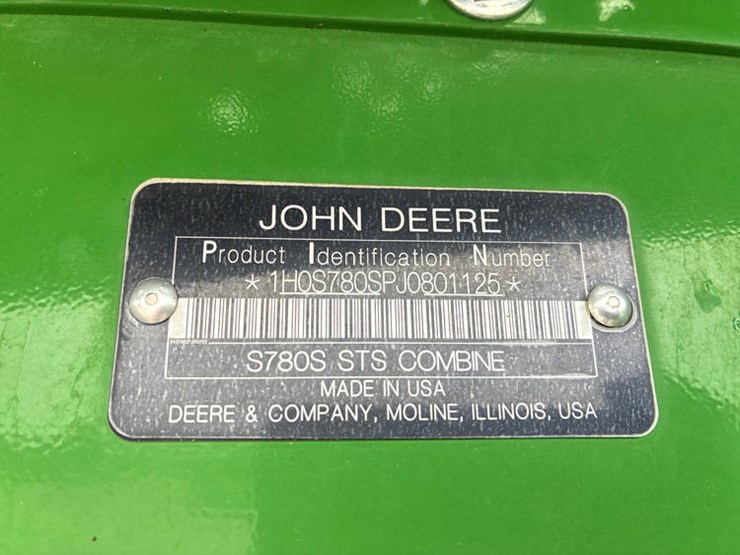 JOHN DEERE
Product Identification Number
* 1H0S780SPJ0801125 *
S780S STS COMBINE
MADE IN USA
DEERE & COMPANY, MOLINE, ILLINOIS, USA